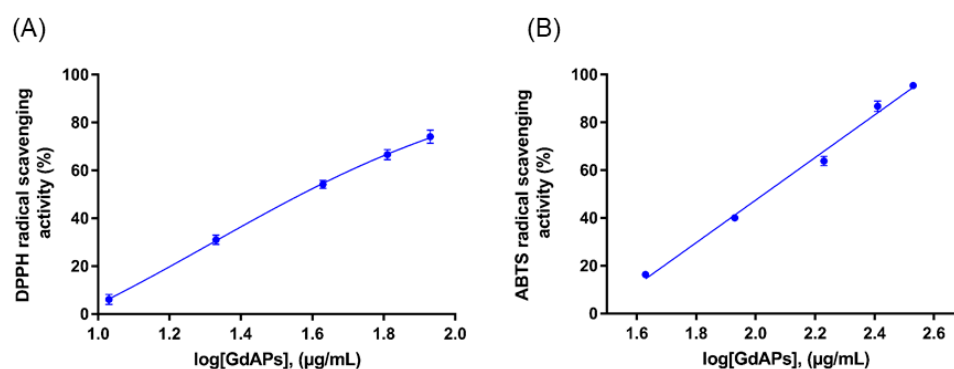 (A)
DPPH radical scavenging
activity (%)
100
80
60
40
20
0
1.0 1.2 1.4 1.6 1.8 2.0
log[GdAPs], (μg/mL)
(B)
ABTS radical scavenging
activity (%)
100
80
60
40
20
0
1.6 1.8 2.0 2.2 2.4 2.6
log[GdAPs], (μg/mL)